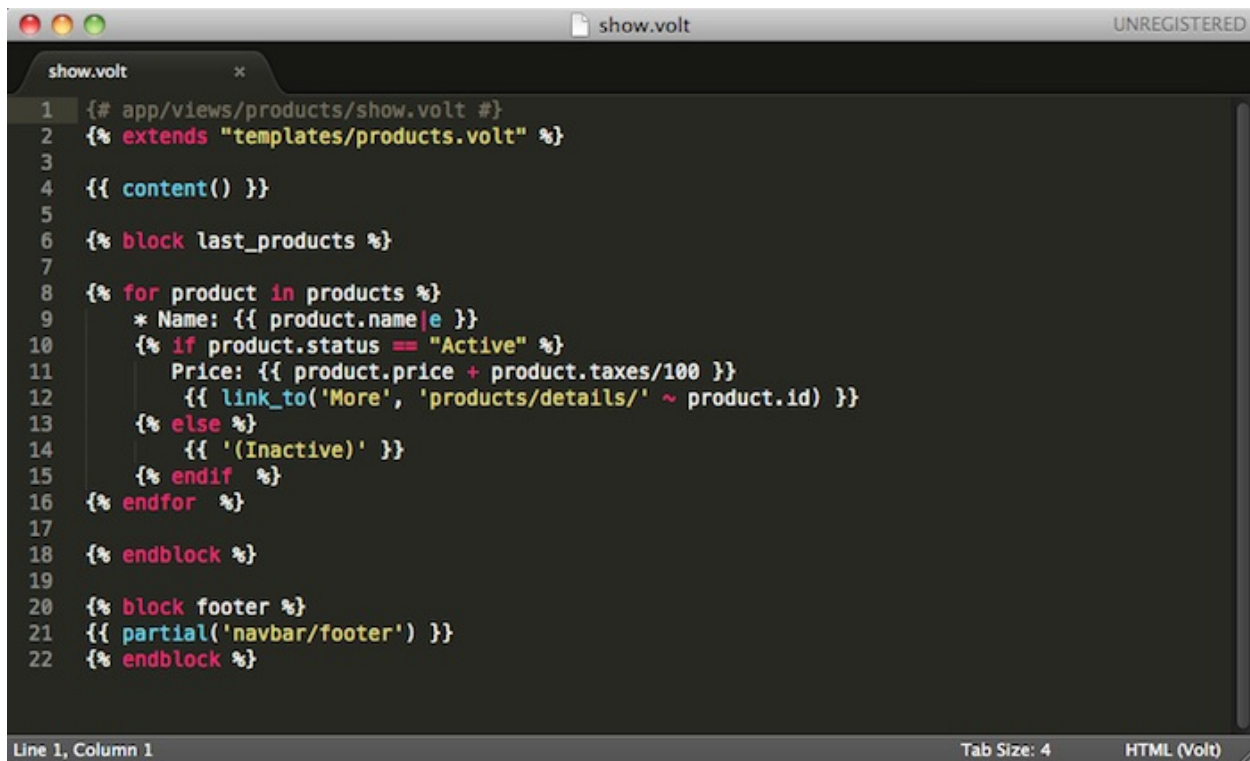 show.volt
UNREGISTERED
show.volt ×
1 {# app/views/products/show.volt #}
2 {% extends "templates/products.volt" %}
3
4 {{ content() }}
5
6 {% block last_products %}
7
8 {% for product in products %}
9     * Name: {{ product.name|e }}
10     {% if product.status == "Active" %}
11        Price: {{ product.price + product.taxes/100 }}
12         {{ link_to('More', 'products/details/' ~ product.id) }}
13     {% else %}
14         {{ '(Inactive)' }}
15     {% endif  %}
16 {% endfor  %}
17
18 {% endblock %}
19
20 {% block footer %}
21 {{ partial('navbar/footer') }}
22 {% endblock %}
Line 1, Column 1
Tab Size: 4
HTML (Volt)